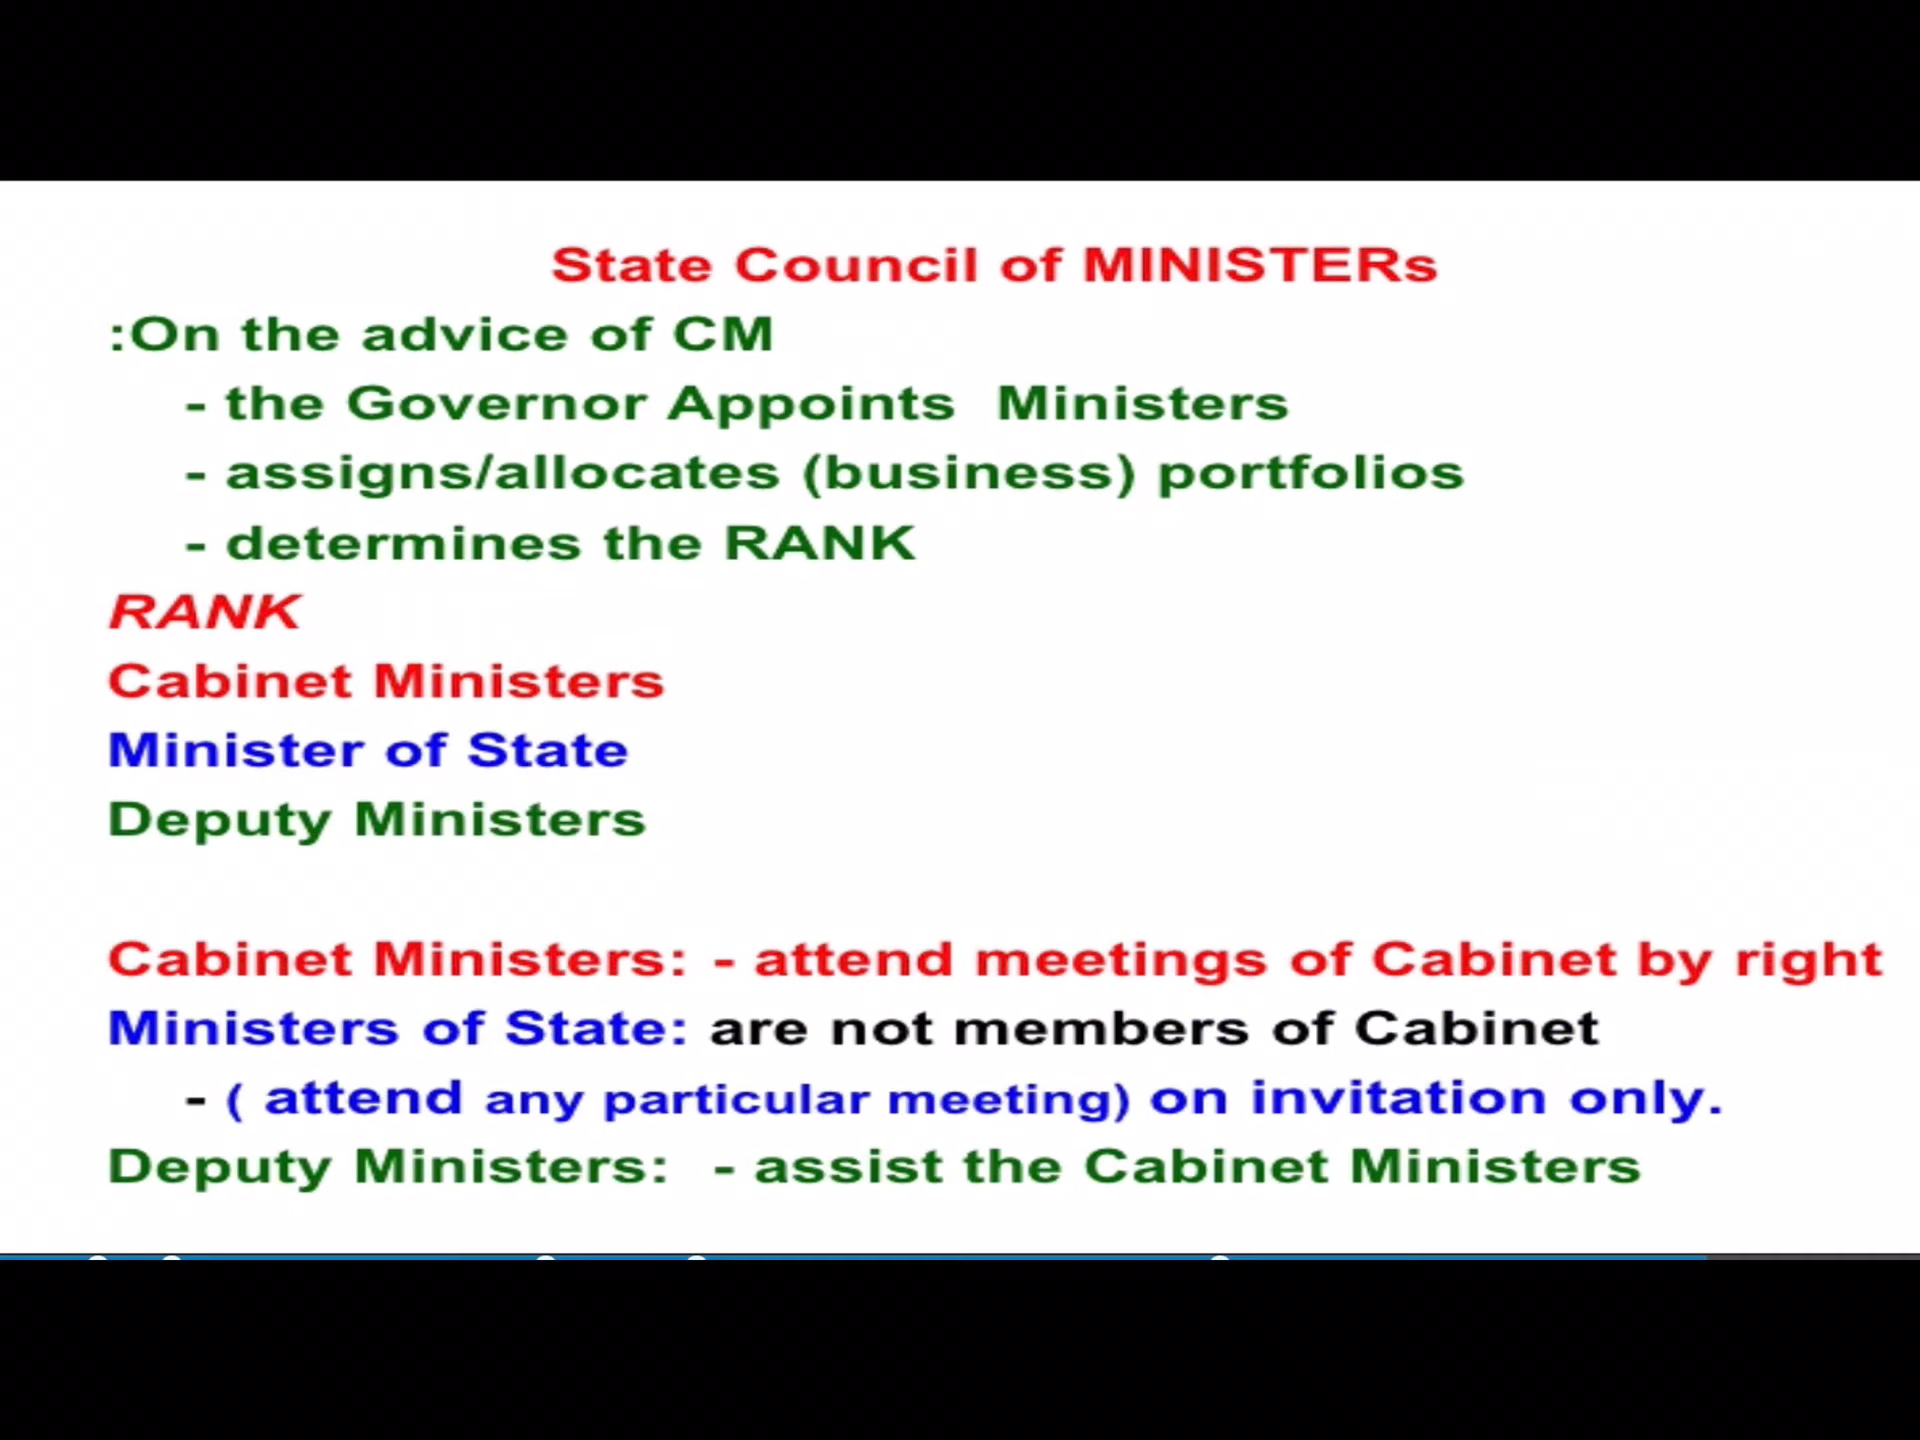 State Council of MINISTERs
:On the advice of CM
- the Governor Appoints Ministers
- assigns/allocates (business) portfolios
- determines the RANK
RANK
Cabinet Ministers
Minister of State
Deputy Ministers
Cabinet Ministers: - attend meetings of Cabinet by right
Ministers of State: are not members of Cabinet
- ( attend any particular meeting) on invitation only.
Deputy Ministers: - assist the Cabinet Ministers